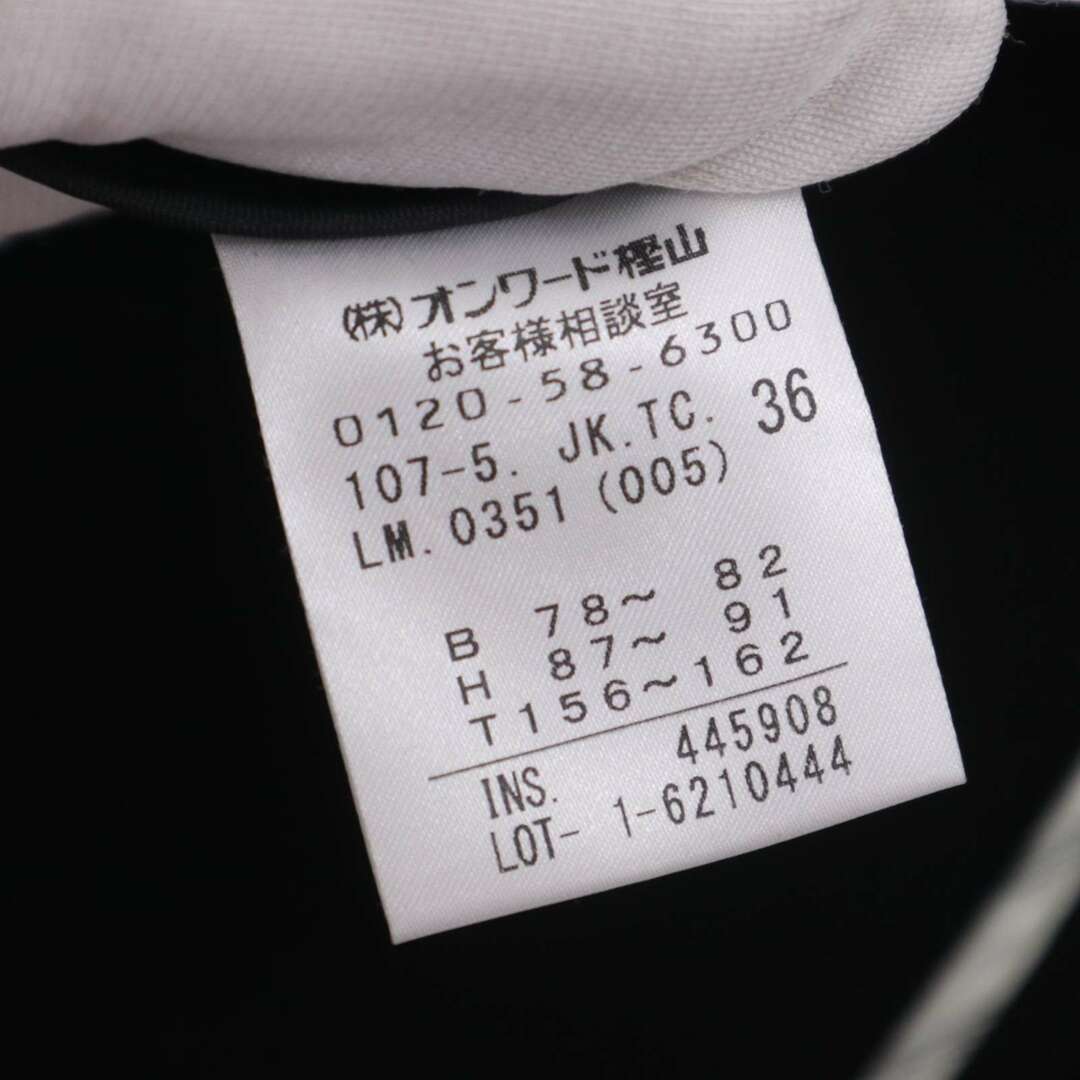 (株)オンワード樫山
お客様相談室
0120-58-6300
107-5. JK.TC. 36
LM. 0351 (005)
B 78～ 82
H 87～ 91
T156～162
INS. 445908
LOT- 1-6210444